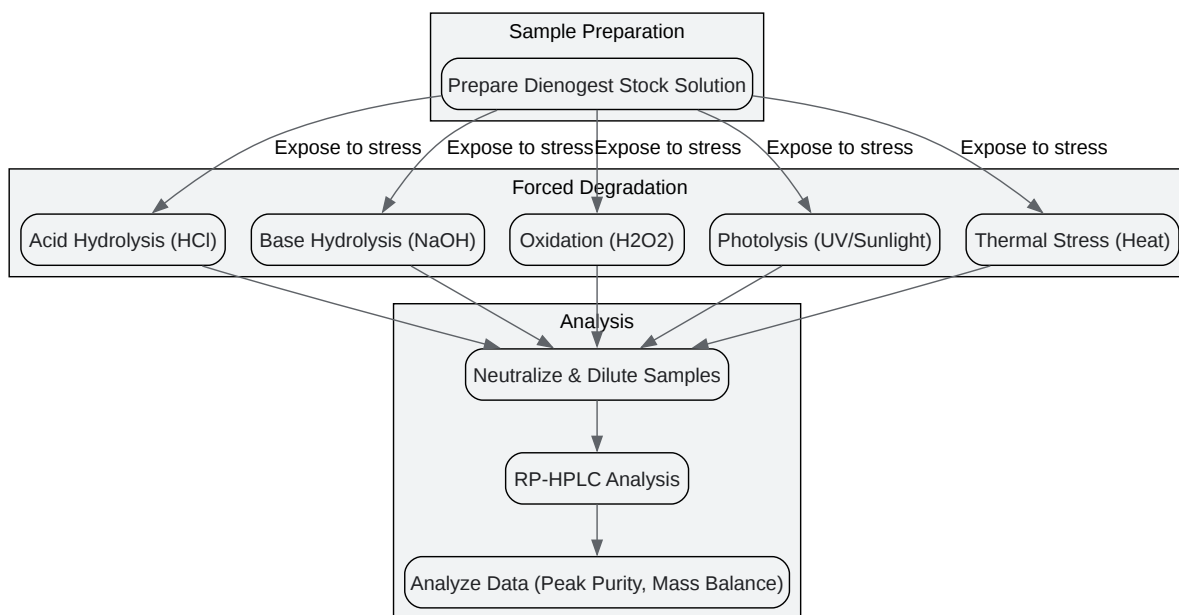 Sample Preparation
Prepare Dienogest Stock Solution
Expose to stress
Expose to stress
Expose to stress
Expose to stress
Expose to stress
Forced Degradation
Acid Hydrolysis (HCl)
Base Hydrolysis (NaOH)
Oxidation (H2O2)
Photolysis (UV/Sunlight)
Thermal Stress (Heat)
Analysis
Neutralize & Dilute Samples
RP-HPLC Analysis
Analyze Data (Peak Purity, Mass Balance)